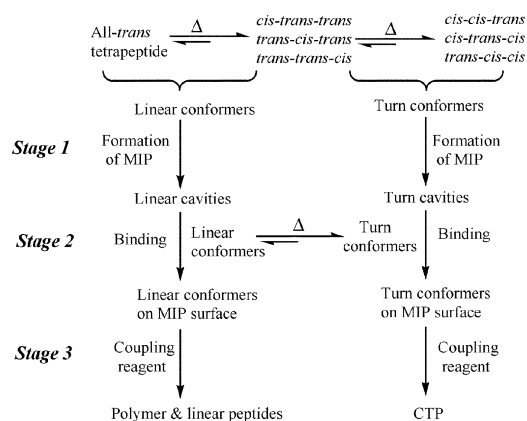 All-trans
tetrapeptide
Δ
cis-trans-trans
trans-cis-trans
trans-trans-cis
Δ
cis-cis-trans
cis-trans-cis
trans-cis-cis
Linear conformers
Turn conformers
Stage 1
Formation
of MIP
Formation
of MIP
Linear cavities
Turn cavities
Stage 2
Binding
Linear
conformers
Δ
Turn
conformers
Binding
Linear conformers
on MIP surface
Turn conformers
on MIP surface
Stage 3
Coupling
reagent
Coupling
reagent
Polymer & linear peptides
CTP